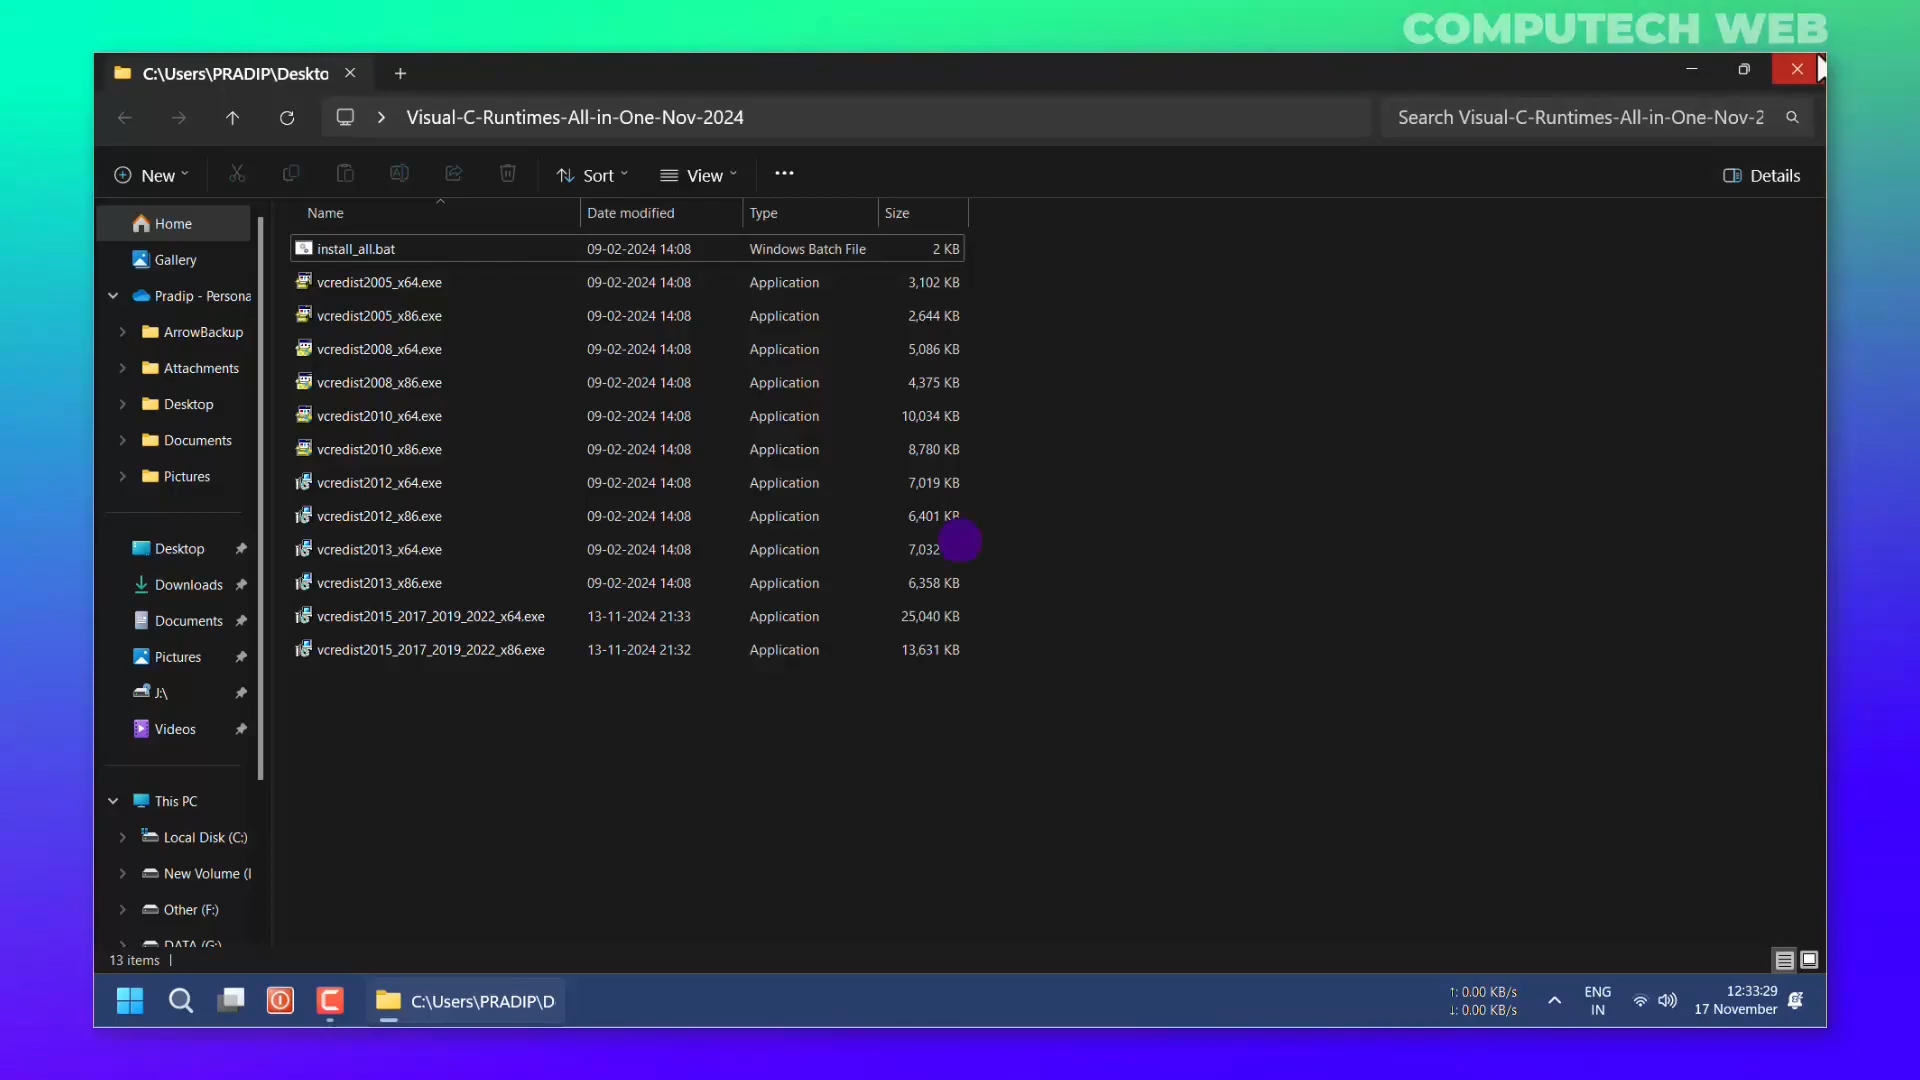 COMPUTECH WEB
C:\Users\PRADIP\Deskto
Visual-C-Runtimes-All-in-One-Nov-2024
Search Visual-C-Runtimes-All-in-One-Nov-2
New
Sort
View
Details
Name Date modified Type Size
install_all.bat 09-02-2024 14:08 Windows Batch File 2 KB
vcredist2005_x64.exe 09-02-2024 14:08 Application 3,102 KB
vcredist2005_x86.exe 09-02-2024 14:08 Application 2,644 KB
vcredist2008_x64.exe 09-02-2024 14:08 Application 5,086 KB
vcredist2008_x86.exe 09-02-2024 14:08 Application 4,375 KB
vcredist2010_x64.exe 09-02-2024 14:08 Application 10,034 KB
vcredist2010_x86.exe 09-02-2024 14:08 Application 8,780 KB
vcredist2012_x64.exe 09-02-2024 14:08 Application 7,019 KB
vcredist2012_x86.exe 09-02-2024 14:08 Application 6,401 KB
vcredist2013_x64.exe 09-02-2024 14:08 Application 7,032
vcredist2013_x86.exe 09-02-2024 14:08 Application 6,358 KB
vcredist2015_2017_2019_2022_x64.exe 13-11-2024 21:33 Application 25,040 KB
vcredist2015_2017_2019_2022_x86.exe 13-11-2024 21:32 Application 13,631 KB
Home
Gallery
Pradip - Persona
ArrowBackup
Attachments
Desktop
Documents
Pictures
Desktop
Downloads
Documents
Pictures
J:\
Videos
This PC
Local Disk (C:)
New Volume (
Other (F:)
DATA (G:)
13 items
C:\Users\PRADIP\D
↑: 0.00 KB/s
↓: 0.00 KB/s
ENG
IN
12:33:29
17 November